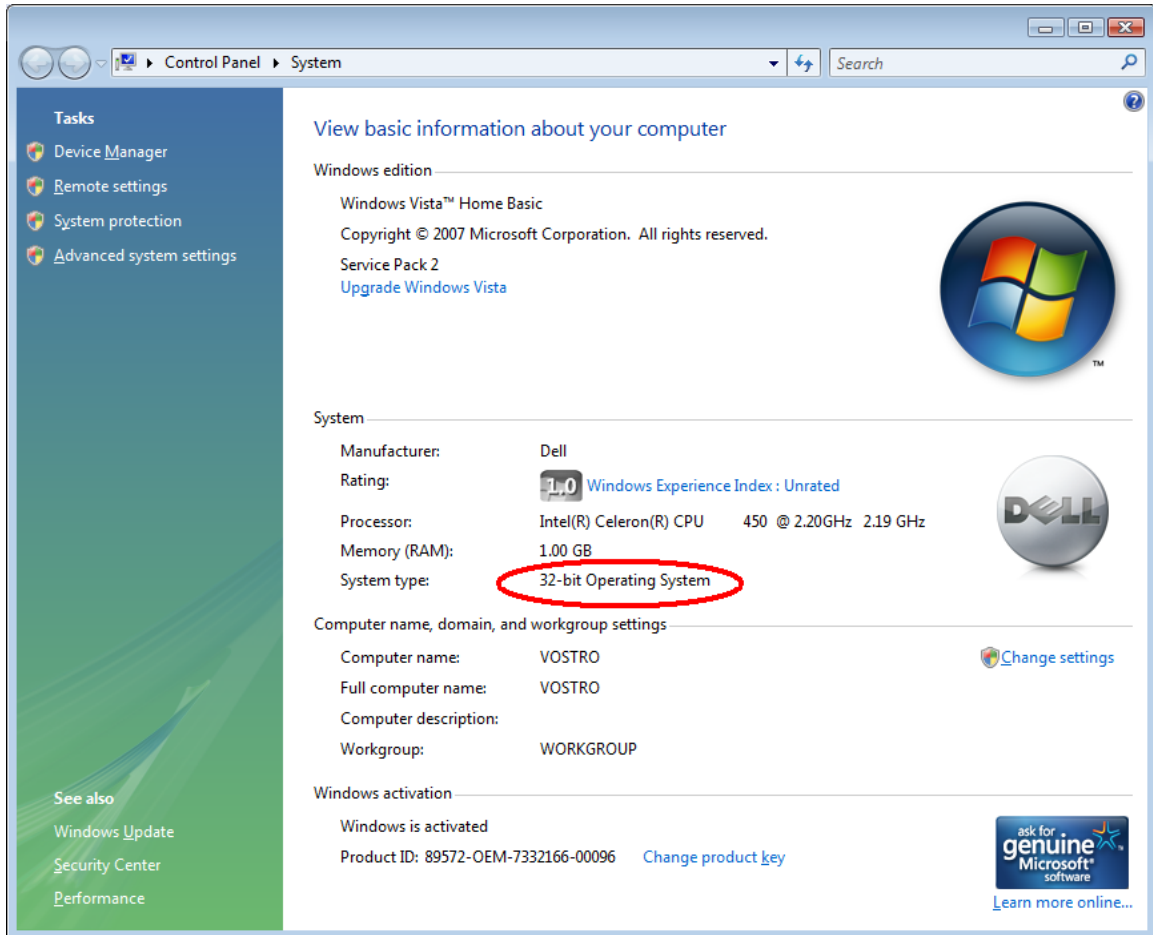 Control Panel System
Search
Tasks
Device Manager
Remote settings
System protection
Advanced system settings
See also
Windows Update
Security Center
Performance
View basic information about your computer
Windows edition
Windows Vista™ Home Basic
Copyright © 2007 Microsoft Corporation. All rights reserved.
Service Pack 2
Upgrade Windows Vista
TM
System
Manufacturer: Dell
Rating: 1.0 Windows Experience Index : Unrated
Processor: Intel(R) Celeron(R) CPU 450 @ 2.20GHz 2.19 GHz
Memory (RAM): 1.00 GB
System type: 32-bit Operating System
DELL
Computer name, domain, and workgroup settings
Computer name: VOSTRO
Change settings
Full computer name: VOSTRO
Computer description:
Workgroup: WORKGROUP
Windows activation
Windows is activated
Product ID: 89572-OEM-7332166-00096 Change product key
ask for
genuine
Microsoft®
software
Learn more online...